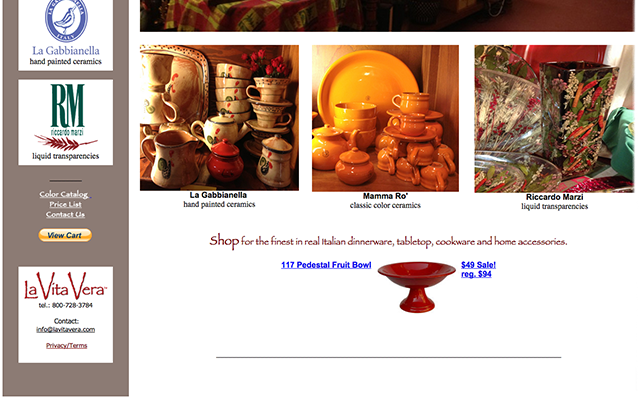 La Gabbianella
hand painted ceramics
RM
riccardo marzi
liquid transparencies
Color Catalog
Price List
Contact Us
View Cart
La Vita Vera
tel.: 800-728-3784
Contact:
info@lavitavera.com
Privacy/Terms
La Gabbianella
hand painted ceramics
Mamma Ro'
classic color ceramics
Riccardo Marzi
liquid transparencies
Shop for the finest in real Italian dinnerware, tabletop, cookware and home accessories.
117 Pedestal Fruit Bowl
$49 Sale!
reg. $94